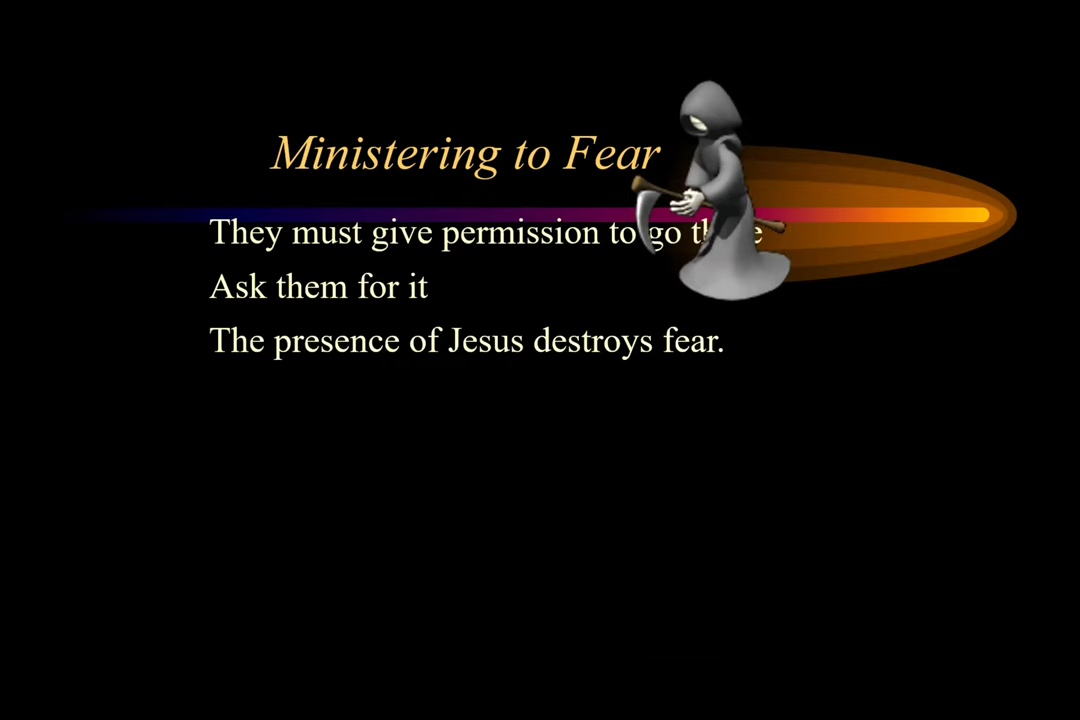 Ministering to Fear
They must give permission to go
Ask them for it
The presence of Jesus destroys fear.